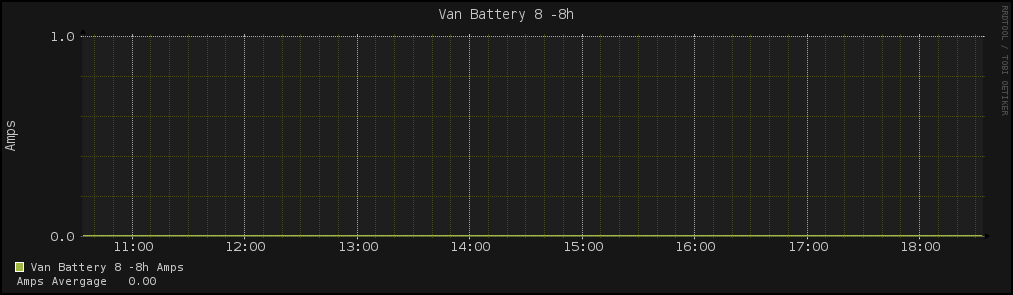 Van Battery 8 -8h
RRDTOOL / TOBI OETIKER
1.0
Amps
0.0
11:00 12:00 13:00 14:00 15:00 16:00 17:00 18:00
Van Battery 8 -8h Amps
Amps Avergage 0.00